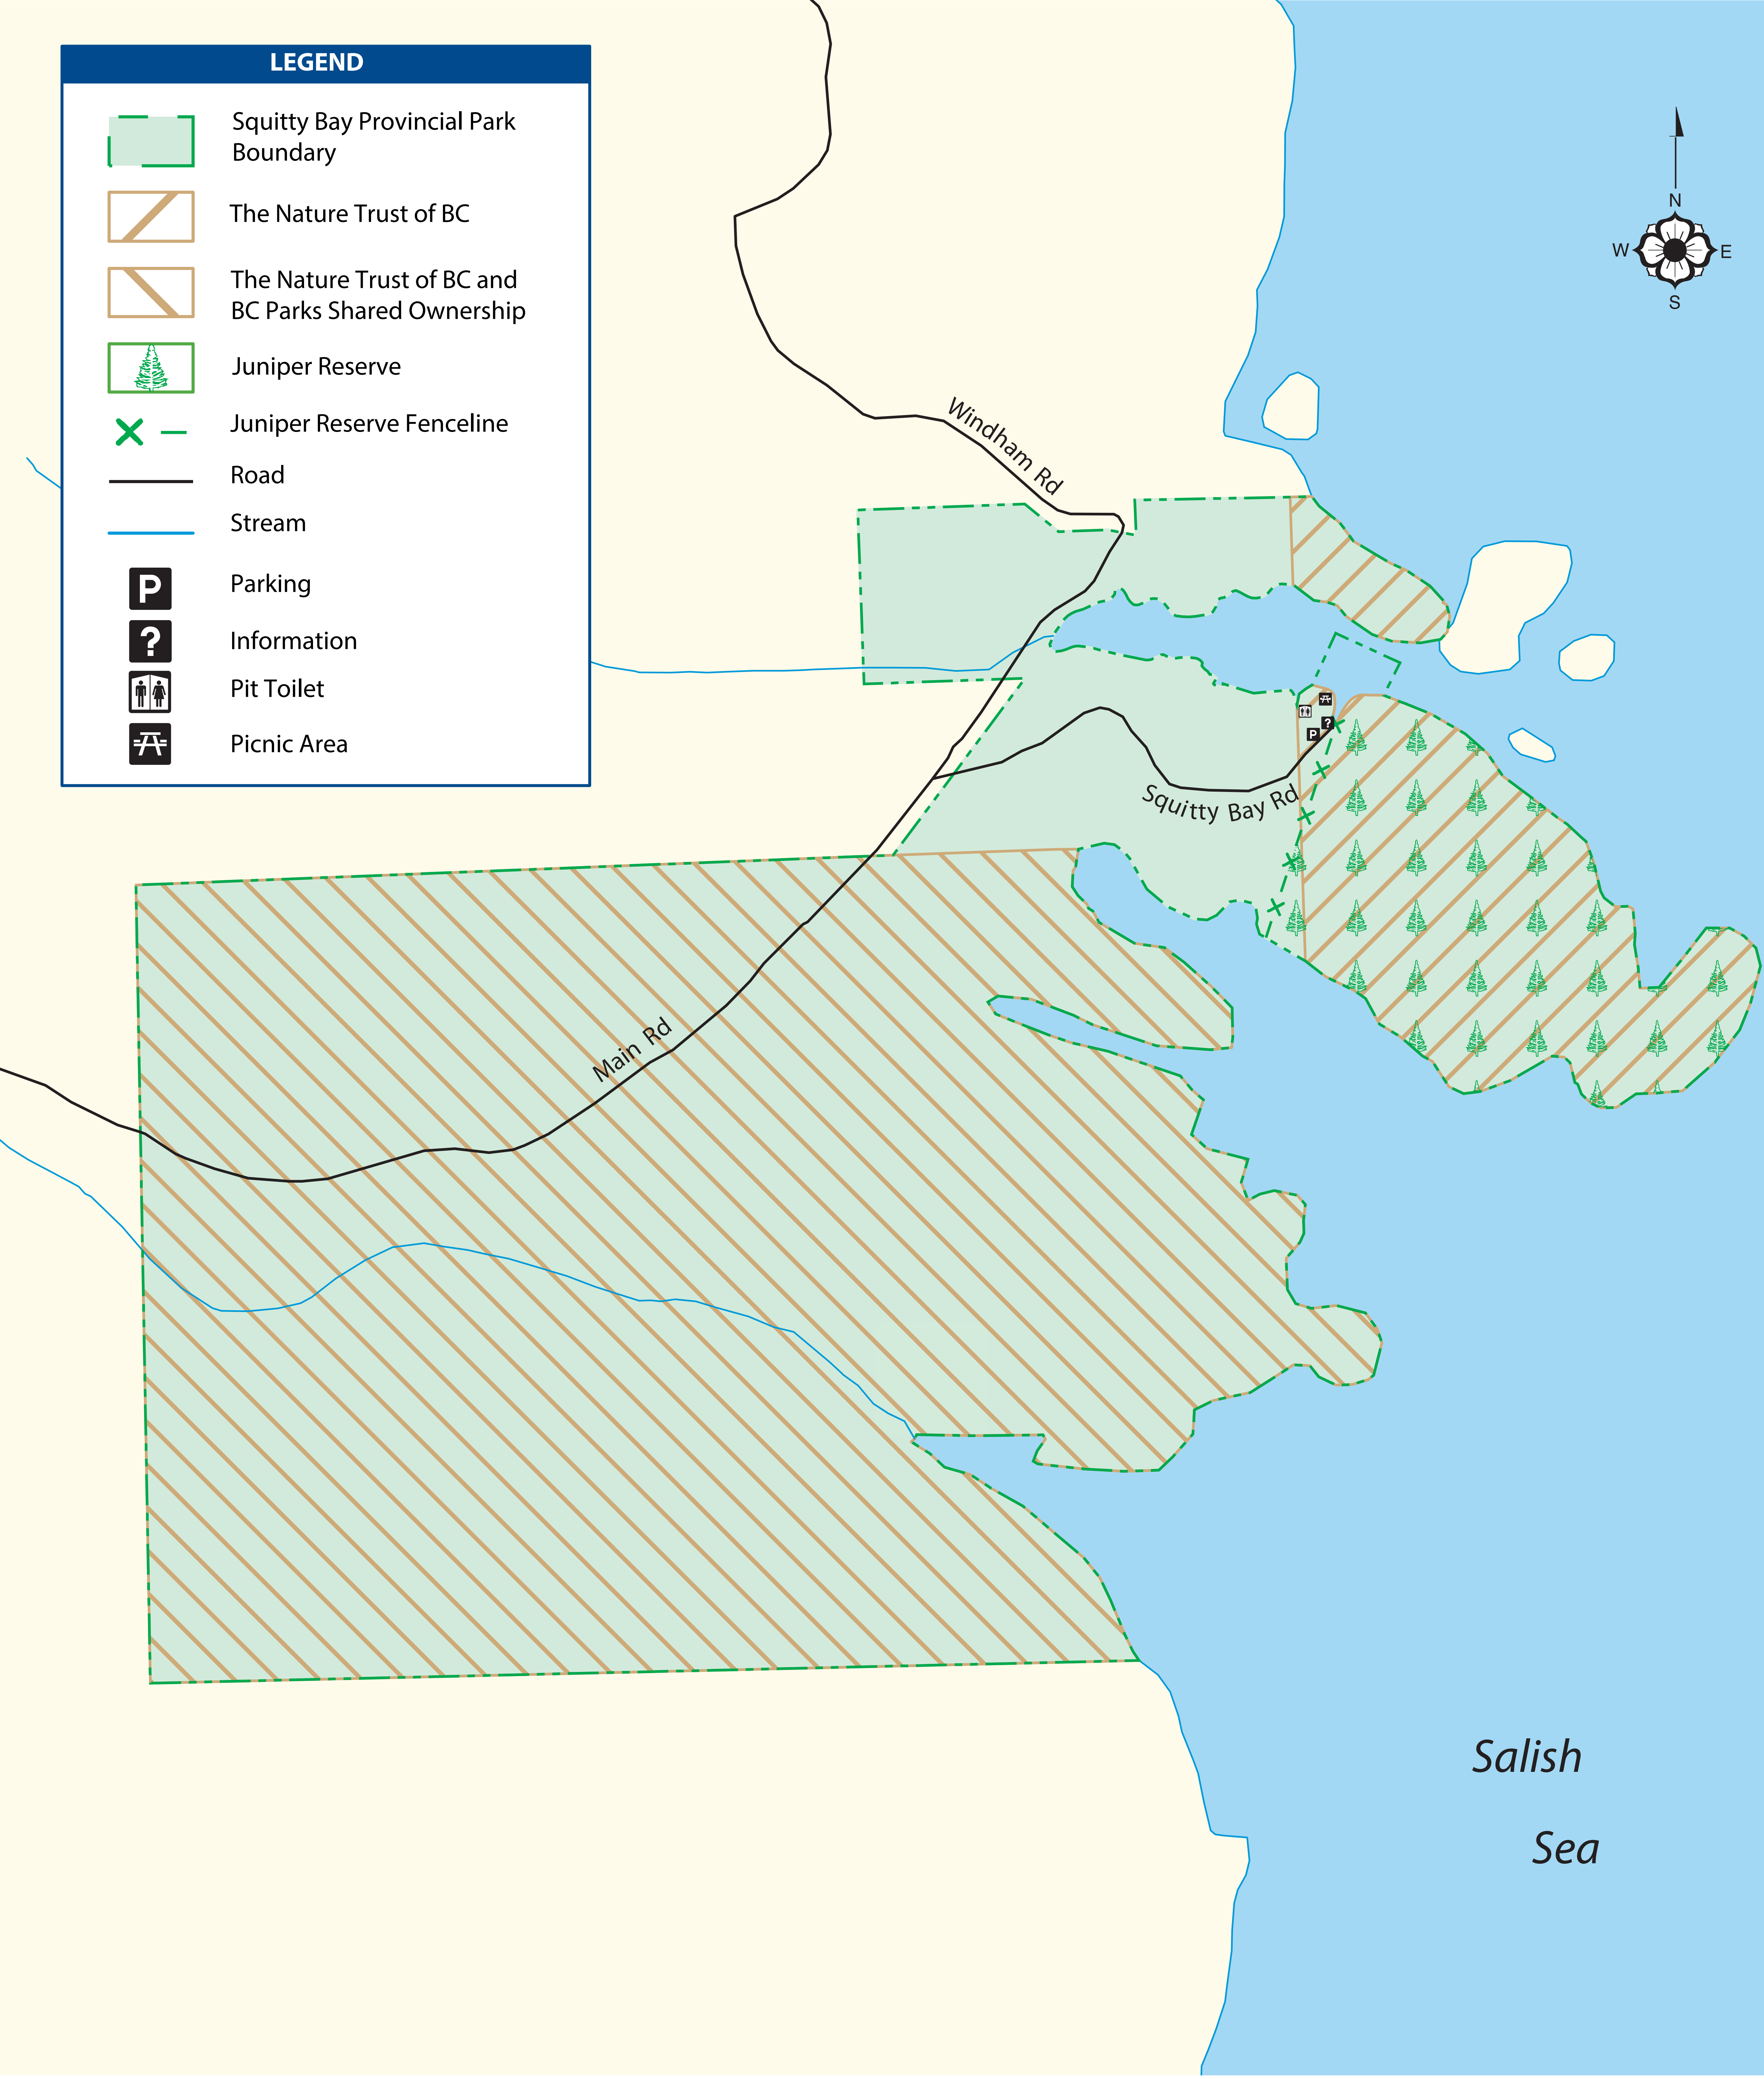 LEGEND
Squitty Bay Provincial Park
Boundary
The Nature Trust of BC
The Nature Trust of BC and
BC Parks Shared Ownership
Juniper Reserve
Juniper Reserve Fenceline
Road
Stream
P
Parking
?
Information
Pit Toilet
Picnic Area
N
W
E
S
Windham Rd
?
P
Squitty Bay Rd
Main Rd
Salish
Sea